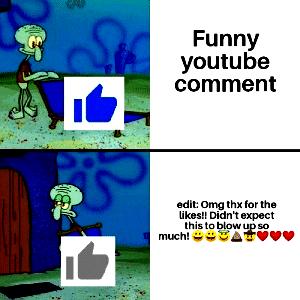 Funny
youtube
comment
edit: Omg thx for the
likes!! Didn't expect
this to blow up so
much! 😀😀😇💩🤠❤❤❤